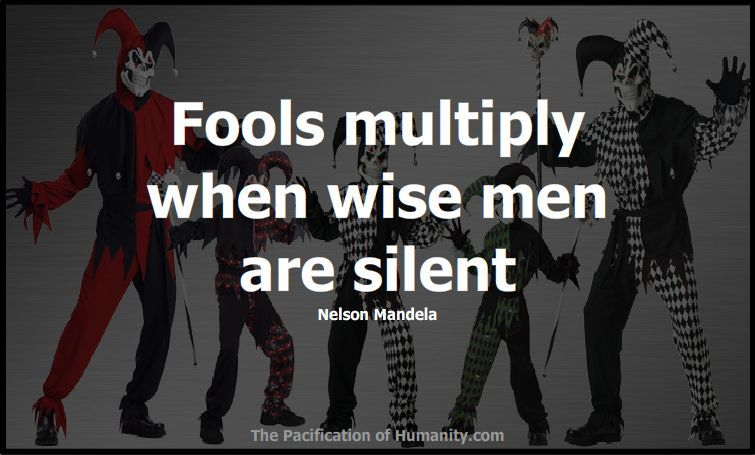 Fools multiply
when wise men
are silent
Nelson Mandela
The Pacification of Humanity.com